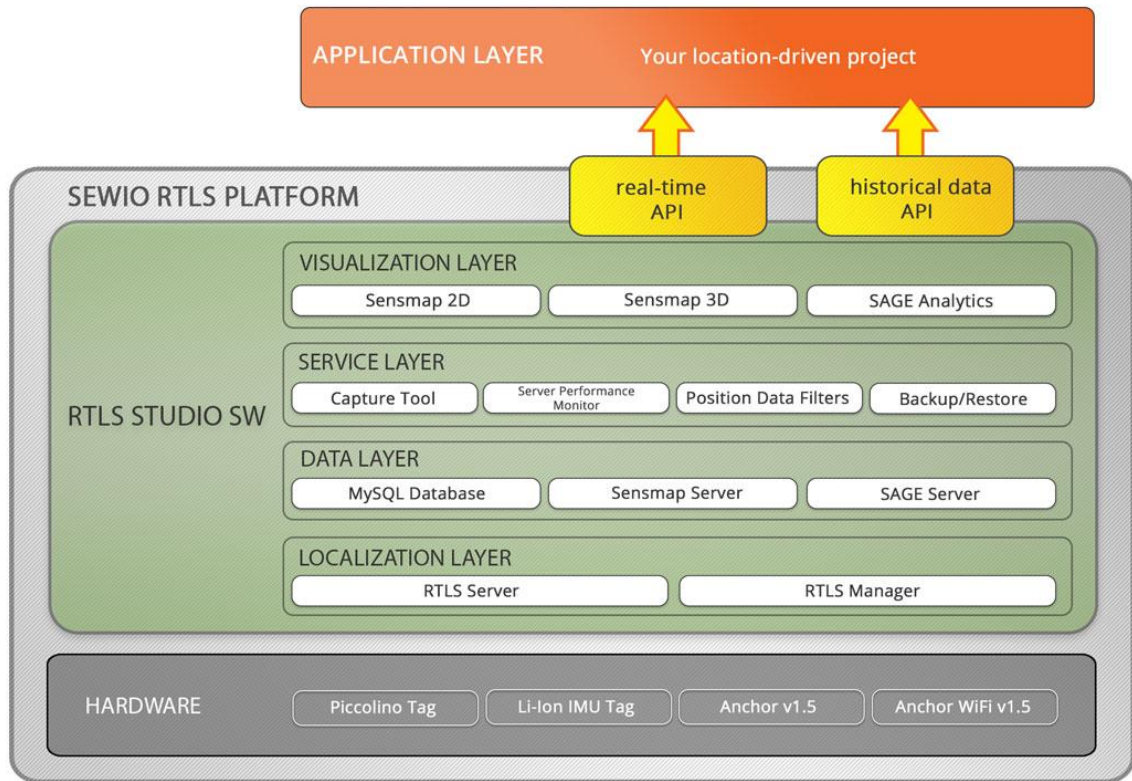 APPLICATION LAYER Your location-driven project
real-time
API
historical data
API
SEWIO RTLS PLATFORM
RTLS STUDIO SW
VISUALIZATION LAYER
Sensmap 2D Sensmap 3D SAGE Analytics
SERVICE LAYER
Capture Tool Server Performance
Monitor Position Data Filters Backup/Restore
DATA LAYER
MySQL Database Sensmap Server SAGE Server
LOCALIZATION LAYER
RTLS Server RTLS Manager
HARDWARE Piccolino Tag Li-Ion IMU Tag Anchor v1.5 Anchor WiFi v1.5